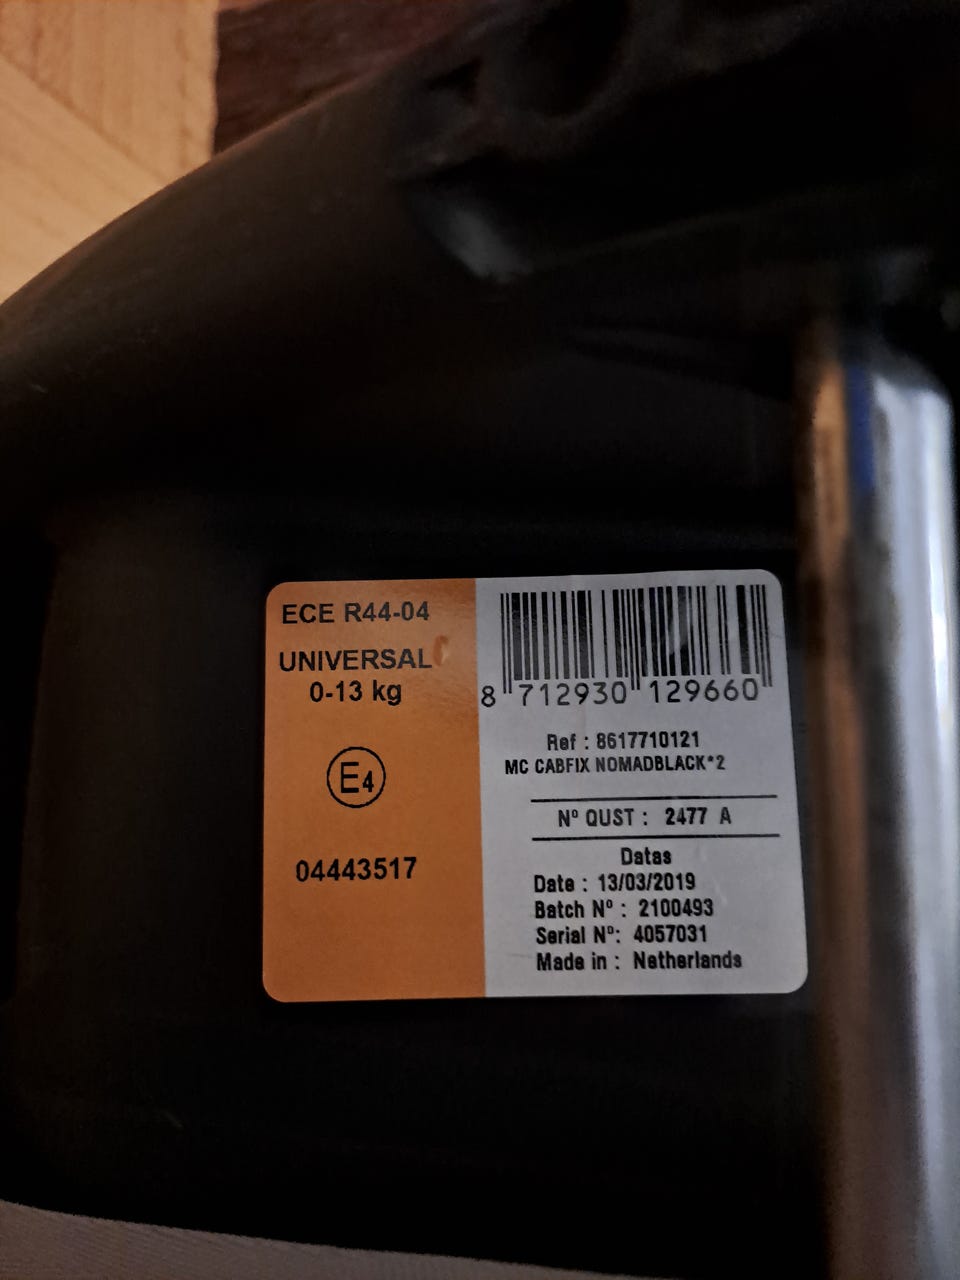 ECE R44-04
UNIVERSAL
0-13 kg
E4
04443517
8 712930 129660
Ref : 8617710121
MC CABFIX NOMADBLACK*2
Nº QUST : 2477 A
Datas
Date : 13/03/2019
Batch Nº : 2100493
Serial Nº: 4057031
Made in : Netherlands